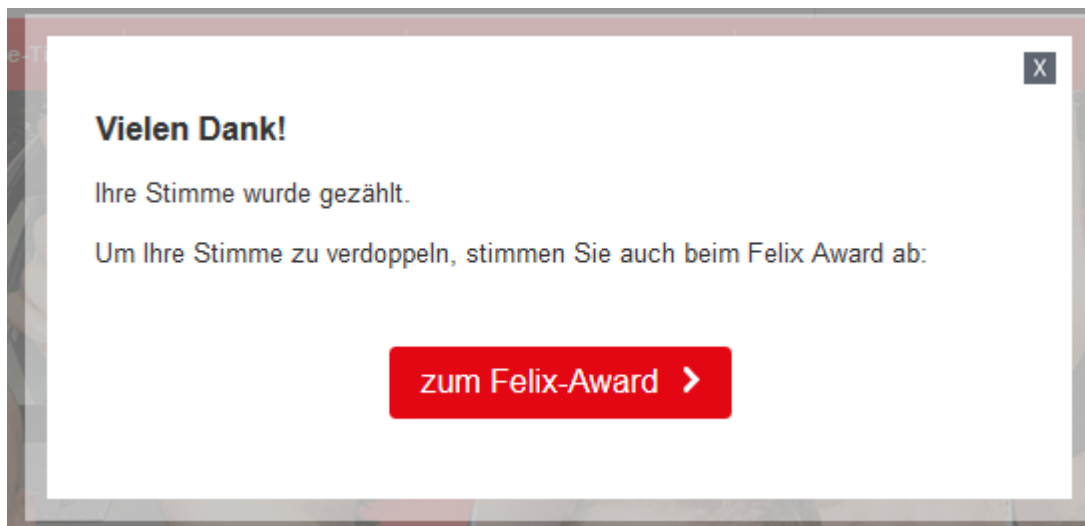 e-Ti
X
Vielen Dank!
Ihre Stimme wurde gezählt.
Um Ihre Stimme zu verdoppeln, stimmen Sie auch beim Felix Award ab:
zum Felix-Award